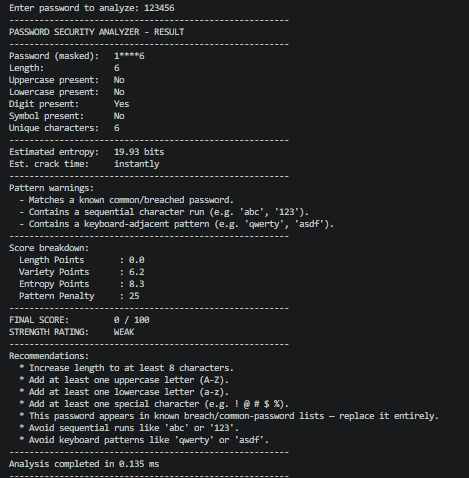 Enter password to analyze: 123456
--------------------------------------------------------
PASSWORD SECURITY ANALYZER - RESULT
--------------------------------------------------------
Password (masked):   1****6
Length:              6
Uppercase present:   No
Lowercase present:   No
Digit present:       Yes
Symbol present:      No
Unique characters:   6
--------------------------------------------------------
Estimated entropy:   19.93 bits
Est. crack time:     instantly
--------------------------------------------------------
Pattern warnings:
  - Matches a known common/breached password.
  - Contains a sequential character run (e.g. 'abc', '123').
  - Contains a keyboard-adjacent pattern (e.g. 'qwerty', 'asdf').
--------------------------------------------------------
Score breakdown:
  Length Points       : 0.0
  Variety Points      : 6.2
  Entropy Points      : 8.3
  Pattern Penalty     : 25
--------------------------------------------------------
FINAL SCORE:         0 / 100
STRENGTH RATING:     WEAK
--------------------------------------------------------
Recommendations:
  * Increase length to at least 8 characters.
  * Add at least one uppercase letter (A-Z).
  * Add at least one lowercase letter (a-z).
  * Add at least one special character (e.g. ! @ # $ %).
  * This password appears in known breach/common-password lists — replace it entirely.
  * Avoid sequential runs like 'abc' or '123'.
  * Avoid keyboard patterns like 'qwerty' or 'asdf'.
--------------------------------------------------------
Analysis completed in 0.135 ms
--------------------------------------------------------